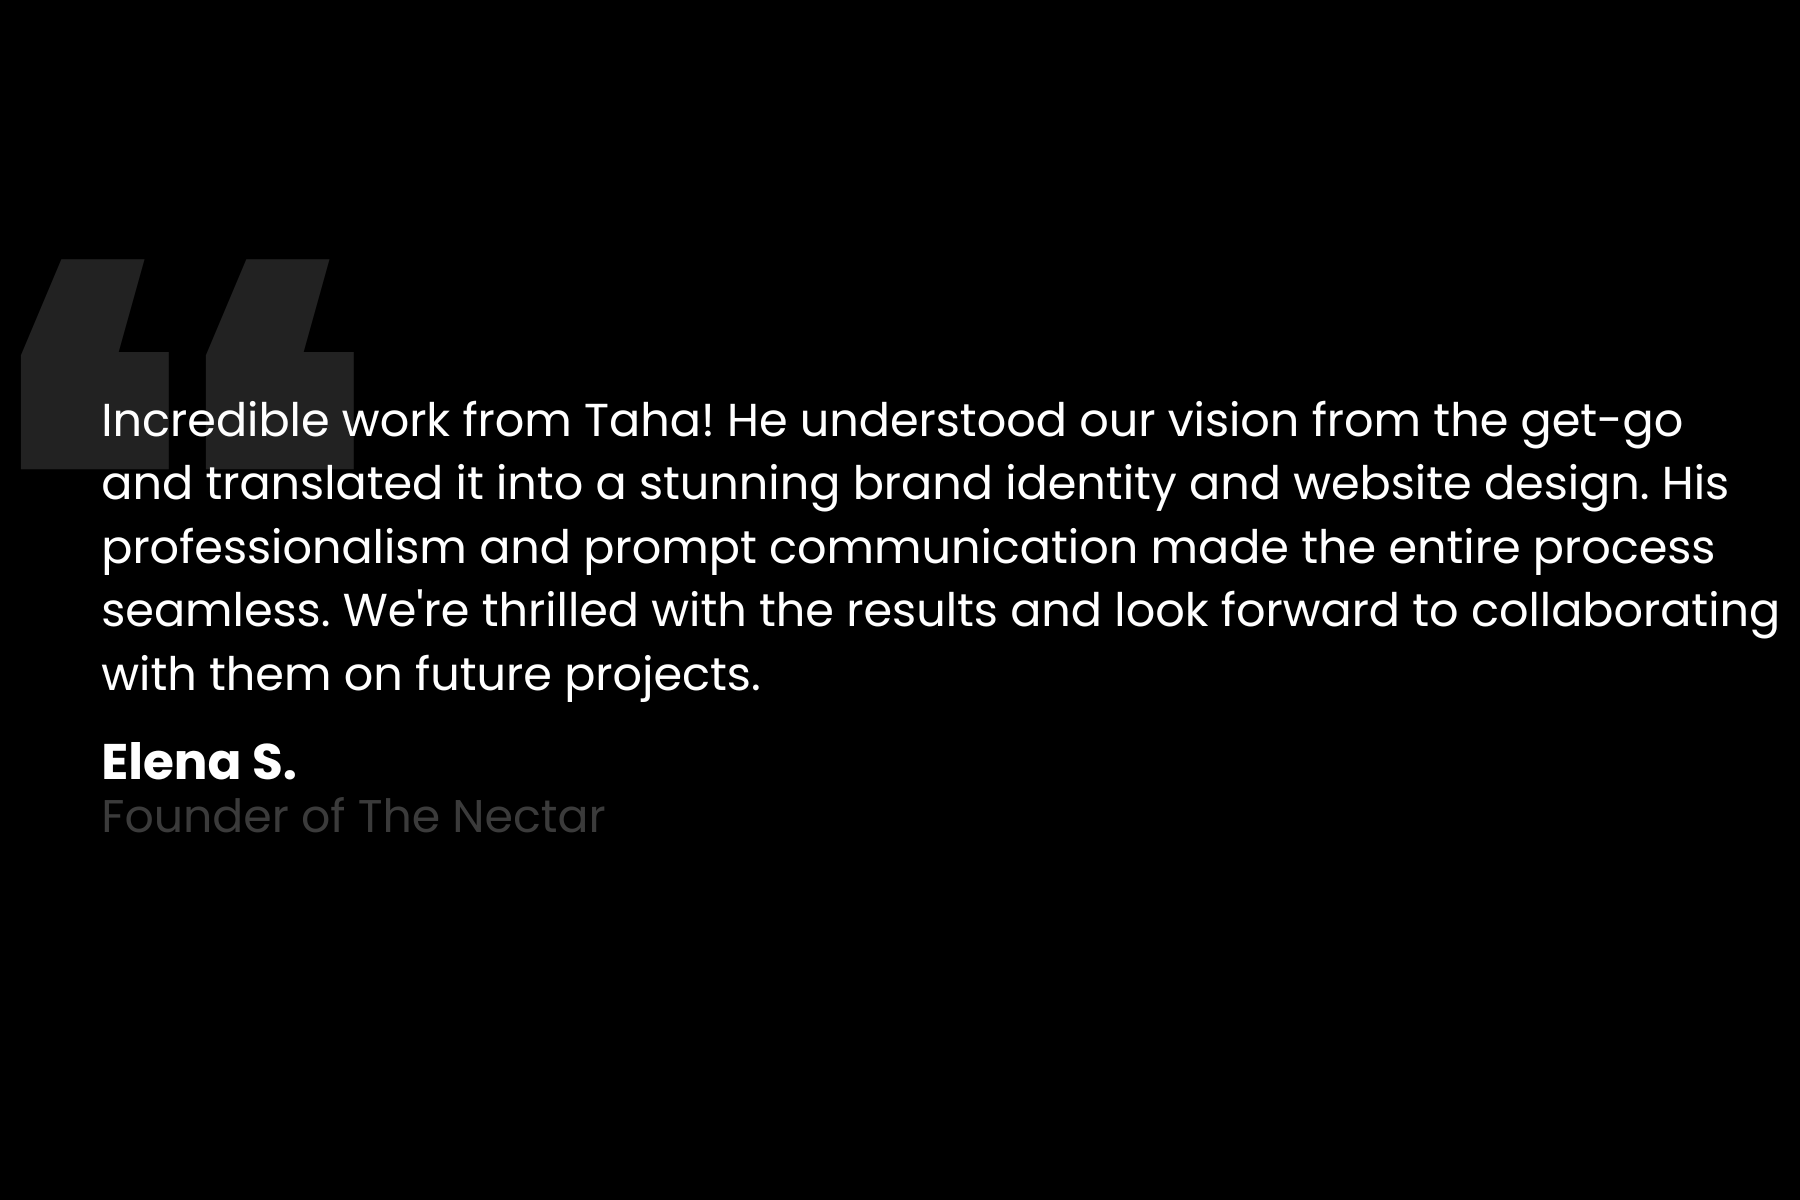 Incredible work from Taha! He understood our vision from the get-go
and translated it into a stunning brand identity and website design. His
professionalism and prompt communication made the entire process
seamless. We're thrilled with the results and look forward to collaborating
with them on future projects.
Elena S.
Founder of The Nectar